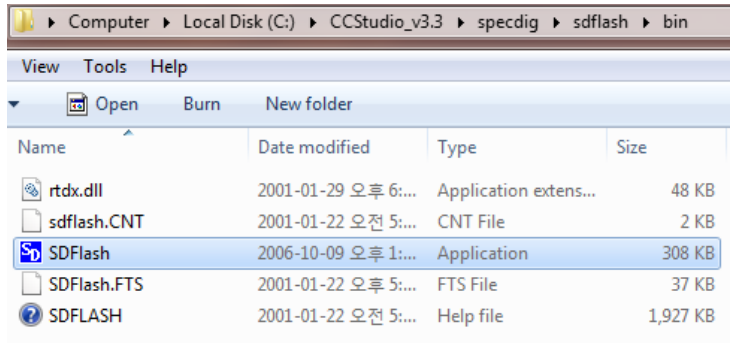 Computer ▸ Local Disk (C:) ▸ CCStudio_v3.3 ▸ specdig ▸ sdflash ▸ bin
View Tools Help
Open Burn New folder
Name Date modified Type Size
rtdx.dll 2001-01-29 오후 6:... Application extens... 48 KB
sdflash.CNT 2001-01-22 오전 5:... CNT File 2 KB
SD SDFlash 2006-10-09 오후 1:... Application 308 KB
SDFlash.FTS 2001-01-22 오후 5:... FTS File 37 KB
SDFLASH 2001-01-22 오전 5:... Help file 1,927 KB